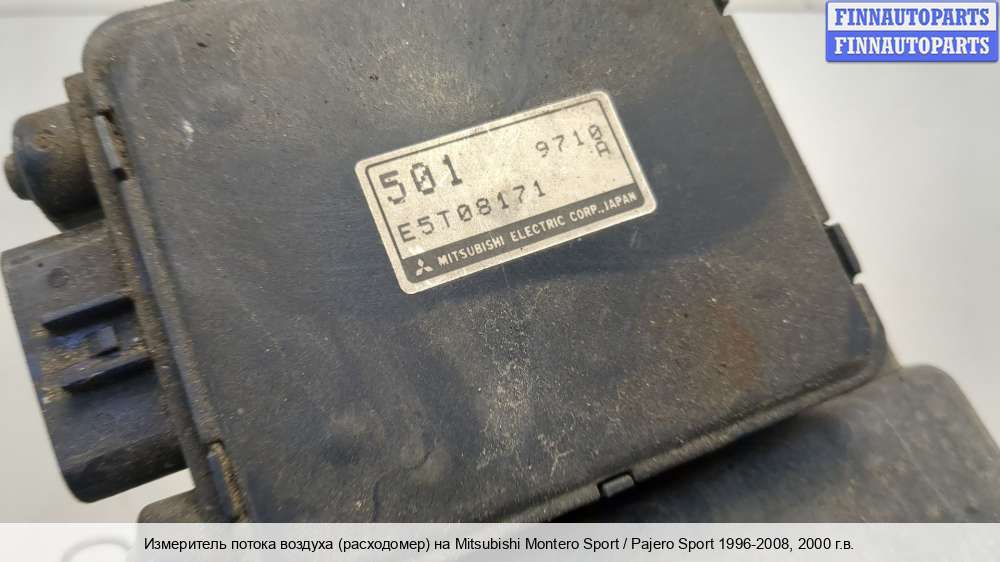 FINNAUTOPARTS
FINNAUTOPARTS
501 9710
A
E5T08171
MITSUBISHI ELECTRIC CORP., JAPAN
Измеритель потока воздуха (расходомер) на Mitsubishi Montero Sport / Pajero Sport 1996-2008, 2000 г.в.